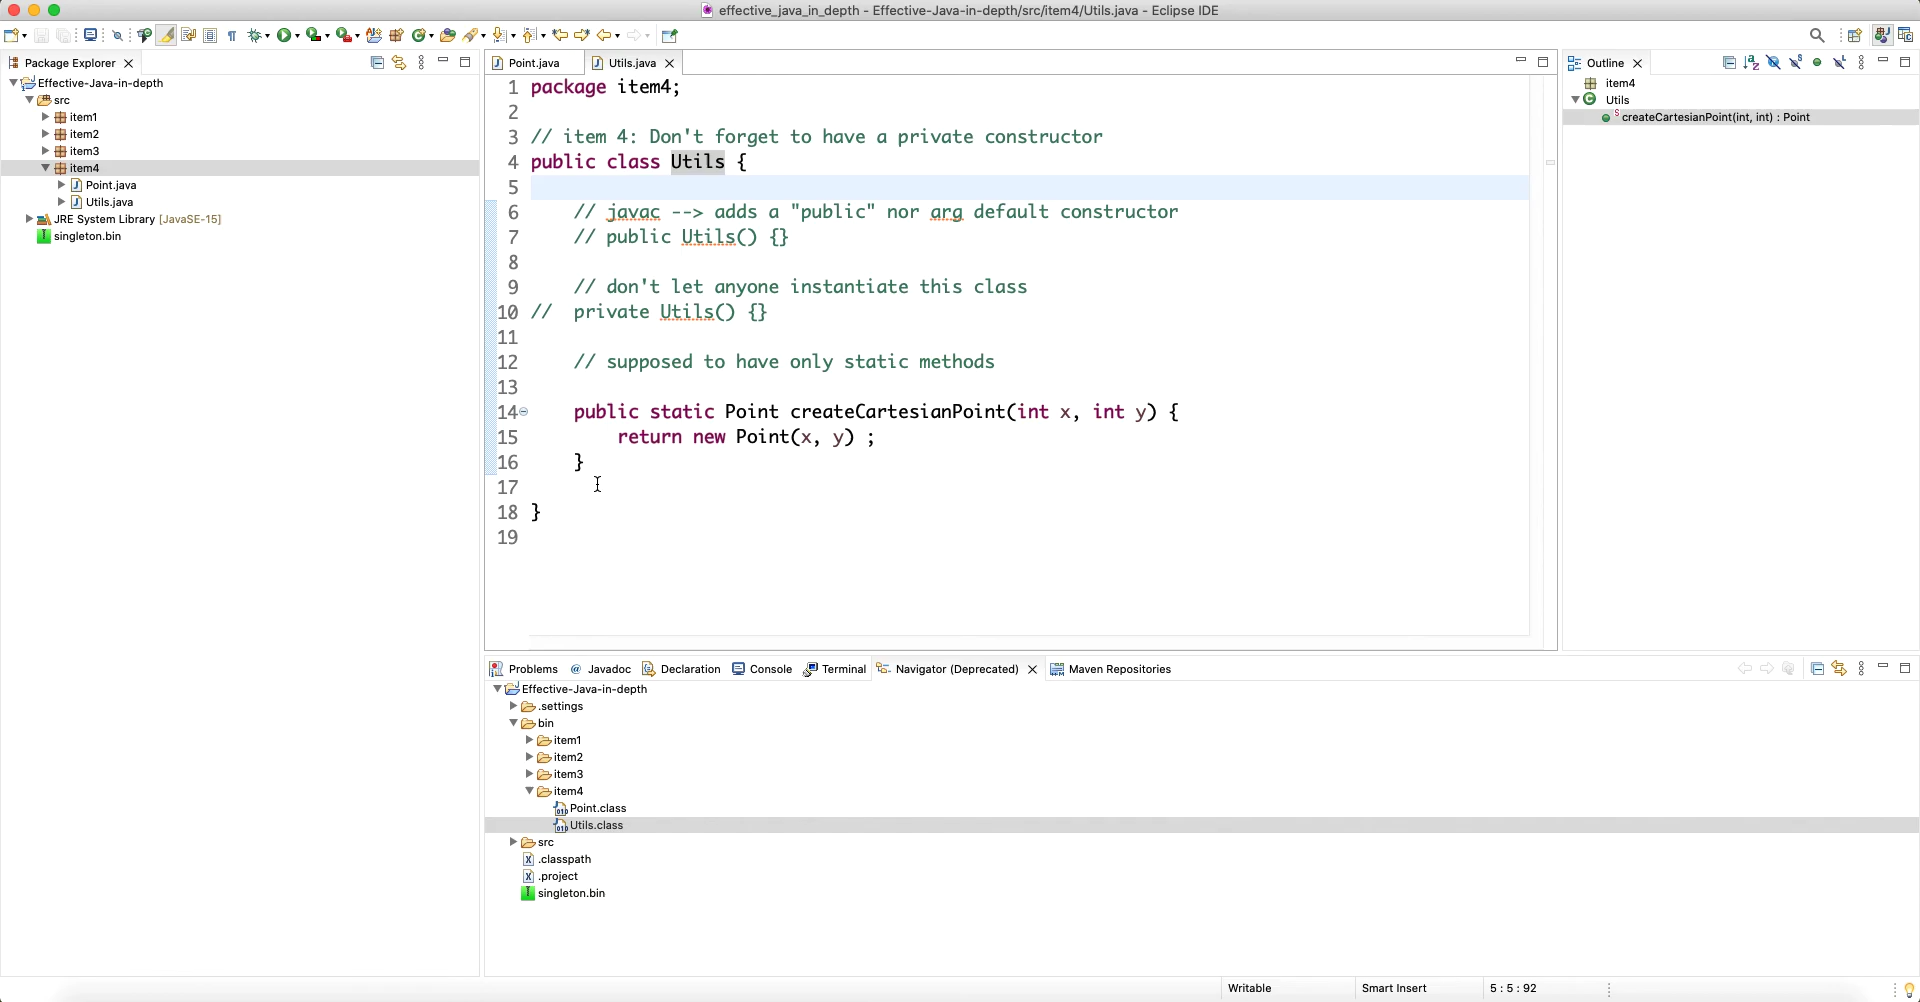 effective_java_in_depth - Effective-Java-in-depth/src/item4/Utils.java - Eclipse IDE
Package Explorer
Effective-Java-in-depth
src
item1
item2
item3
item4
Point.java
Utils.java
JRE System Library [JavaSE-15]
singleton.bin
Point.java
Utils.java
1 package item4;
2
3 // item 4: Don't forget to have a private constructor
4 public class Utils {
5
6 // javac --> adds a "public" nor arg default constructor
7 // public Utils() {}
8
9 // don't let anyone instantiate this class
10 // private Utils() {}
11
12 // supposed to have only static methods
13
14 public static Point createCartesianPoint(int x, int y) {
15 return new Point(x, y) ;
16 }
17
18 }
19
Outline
item4
Utils
createCartesianPoint(int, int) : Point
Problems
@ Javadoc
Declaration
Console
Terminal
Navigator (Deprecated)
Maven Repositories
Effective-Java-in-depth
.settings
bin
item1
item2
item3
item4
Point.class
Utils.class
src
.classpath
.project
singleton.bin
Writable
Smart Insert
5 : 5 : 92